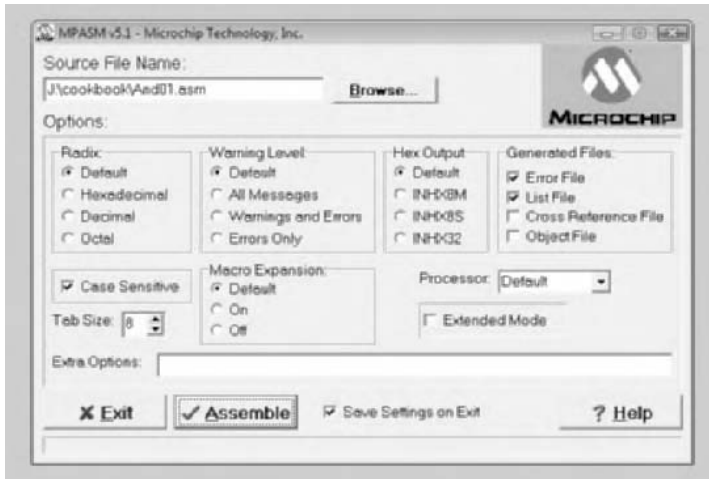 MPASM v5.1 - Microchip Technology, Inc.
Source File Name:
J:\cookbook\And01.asm
Browse...
MICROCHIP
Options:
Radix:
Default
Hexadecimal
Decimal
Octal
Warning Level:
Default
All Messages
Warnings and Errors
Errors Only
Hex Output
Default
INHX8M
INHX8S
INHX32
Generated Files:
Error File
List File
Cross Reference File
Object File
Case Sensitive
Tab Size: 8
Macro Expansion:
Default
On
Off
Processor: Default
Extended Mode
Extra Options:
X Exit
Assemble
Save Settings on Exit
? Help